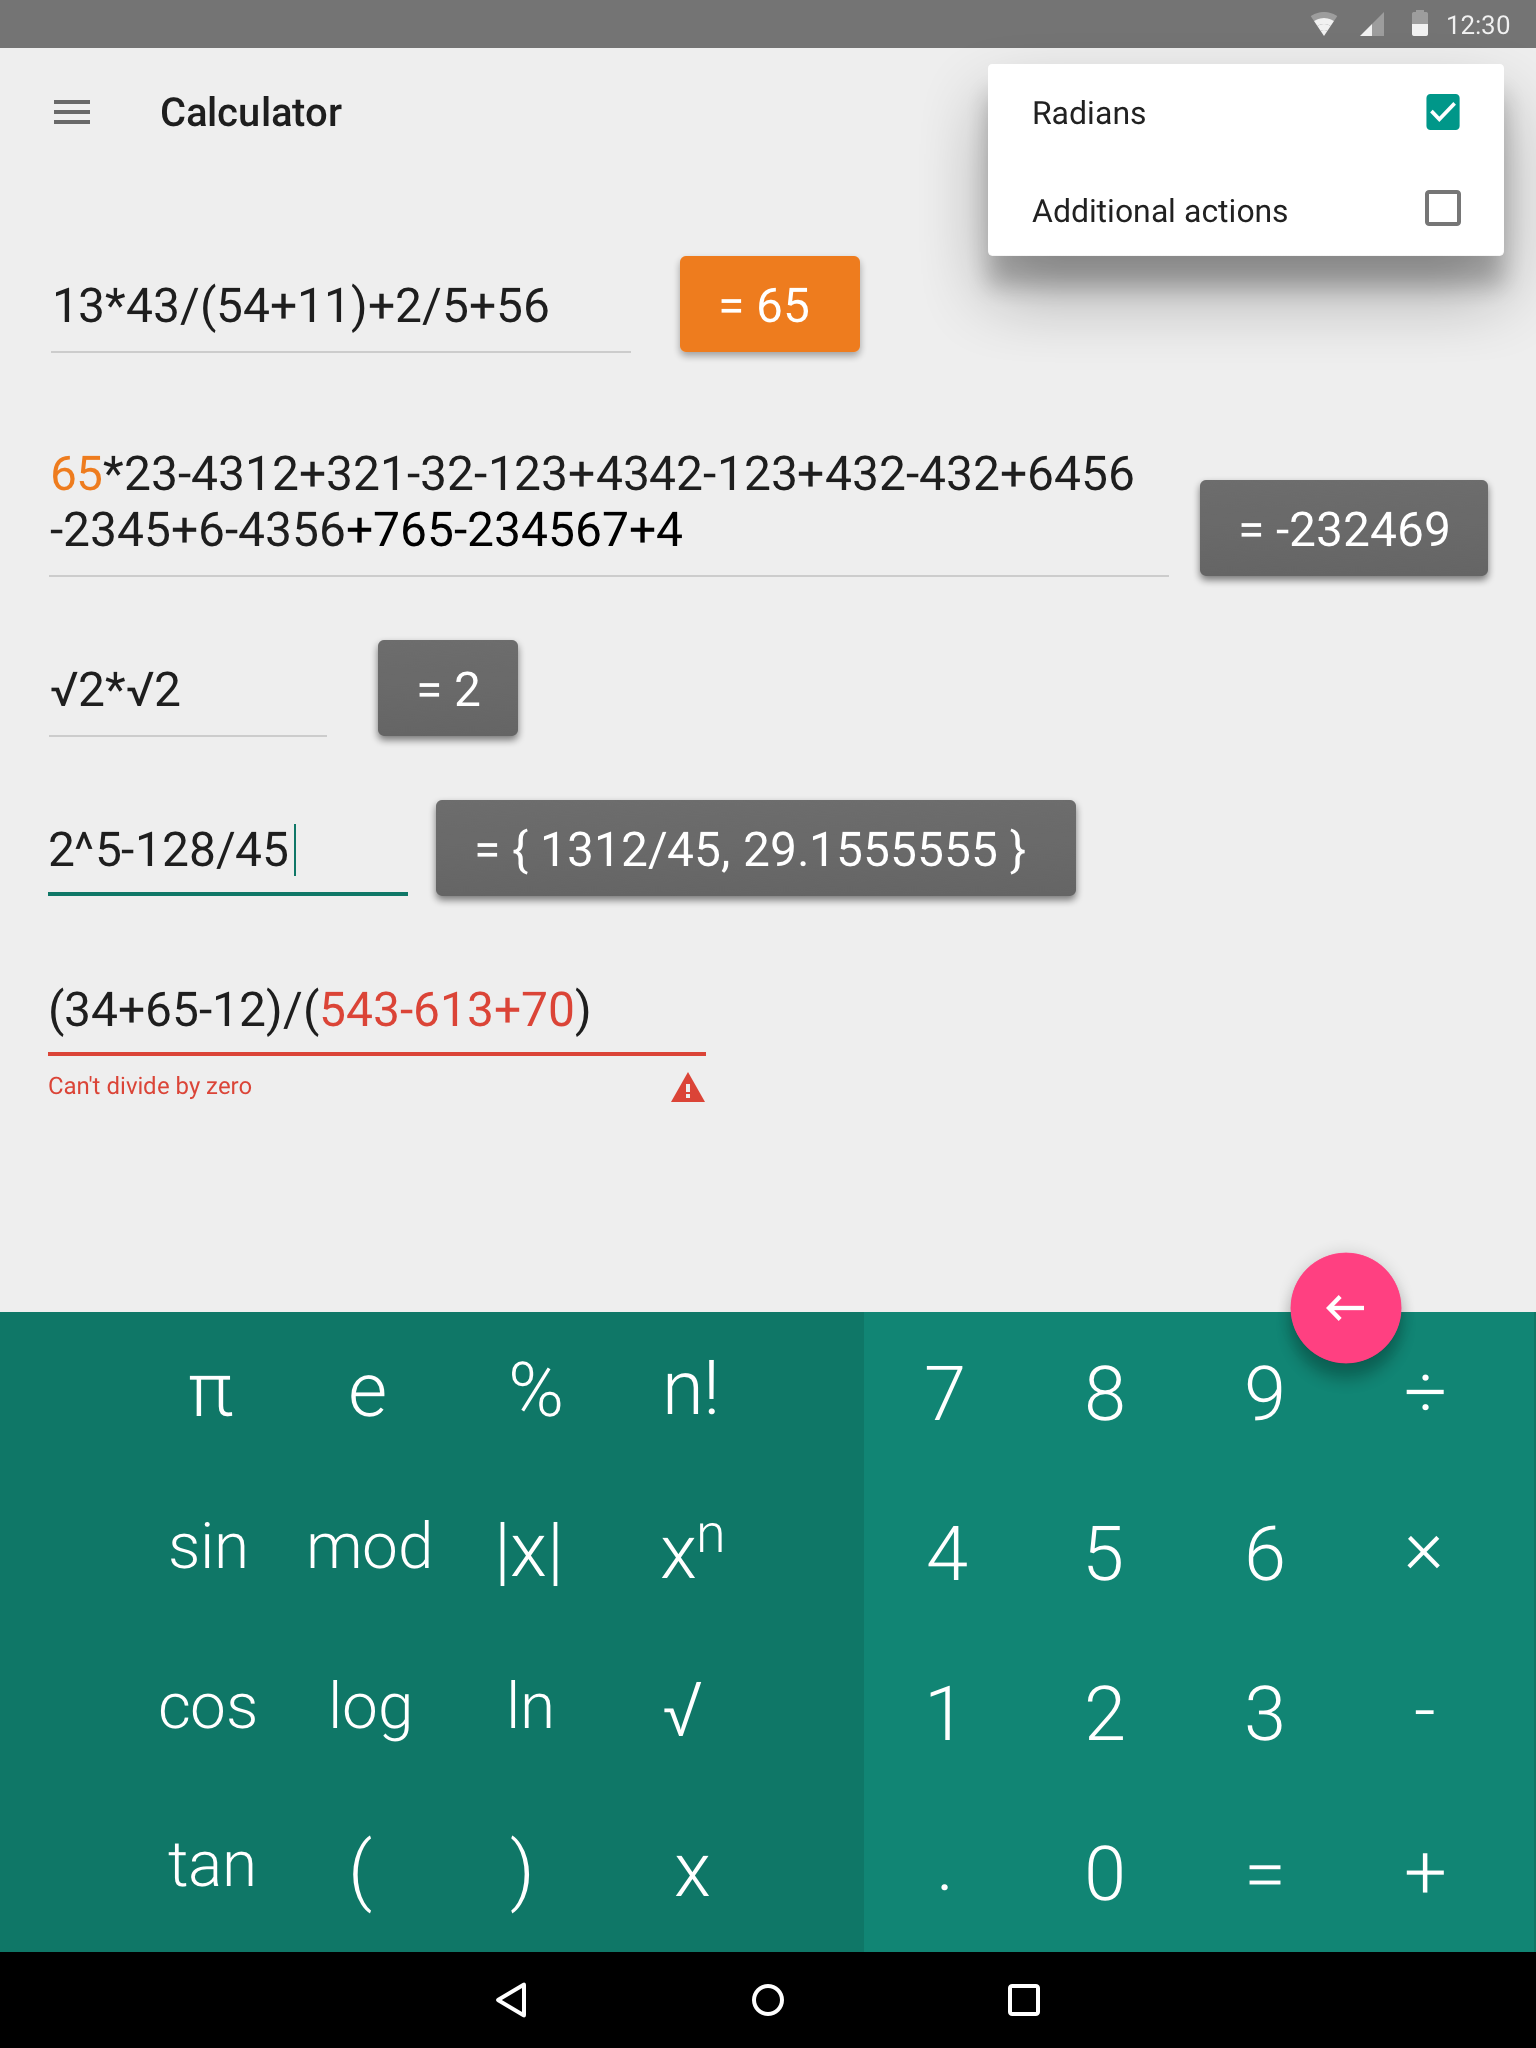 12:30
Calculator
Radians
Additional actions
13*43/(54+11)+2/5+56
= 65
65*23-4312+321-32-123+4342-123+432-432+6456
-2345+6-4356+765-234567+4
= -232469
√2*√2
= 2
2^5-128/45
= { 1312/45, 29.1555555 }
(34+65-12)/(543-613+70)
Can't divide by zero
π e % n! 7 8 9 ÷
sin mod |x| xⁿ 4 5 6 ×
cos log ln √ 1 2 3 -
tan ( ) x . 0 = +